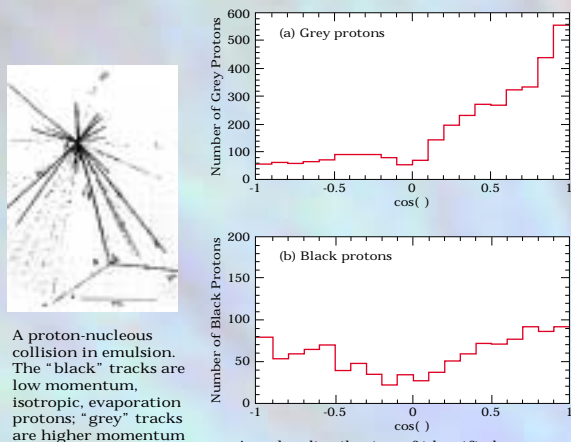 600
500
400
300
200
100
0
Number of Grey Protons
(a) Grey protons
-1
-0.5
0
0.5
1
cos( )
200
150
100
50
0
Number of Black Protons
(b) Black protons
-1
-0.5
0
0.5
1
cos( )
A proton-nucleous
collision in emulsion.
The “black” tracks are
low momentum,
isotropic, evaporation
protons; “grey” tracks
are higher momentum